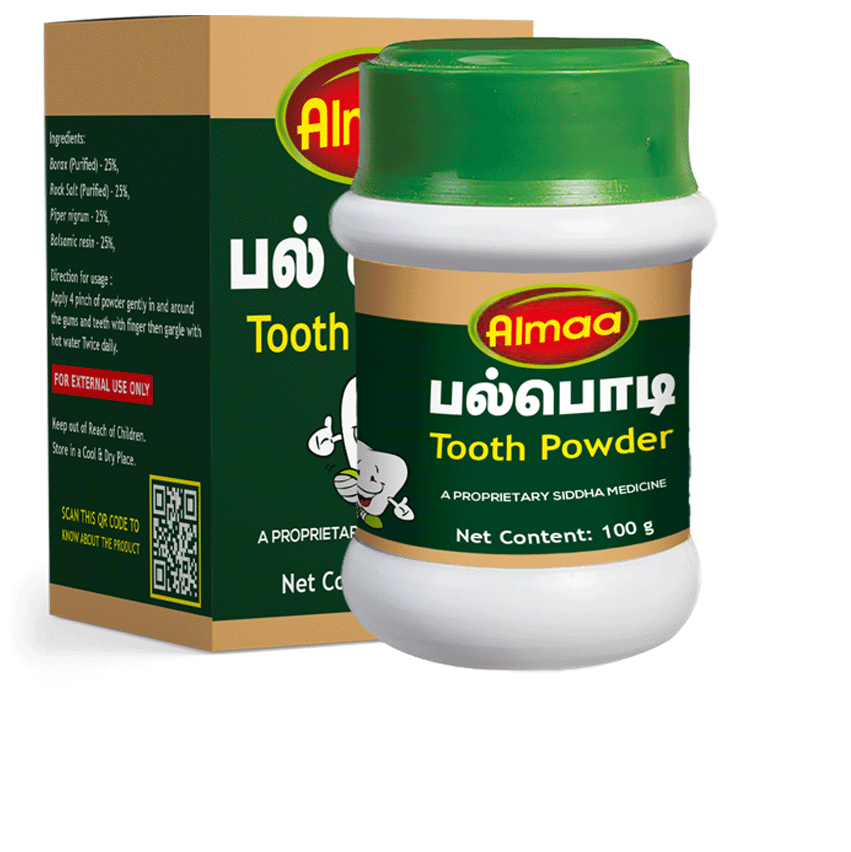 Ingredients:
Borax (Purified) - 25%,
Rock Salt (Purified) - 25%,
Piper nigrum - 25%,
Balsamic resin - 25%,
Direction for usage :
Apply 4 pinch of powder gently in and around
the gums and teeth with finger then gargle with
hot water Twice daily.
FOR EXTERNAL USE ONLY
Keep out of Reach of Children.
Store in a Cool & Dry Place.
SCAN THIS QR CODE TO
KNOW ABOUT THE PRODUCT
பல்
Tooth
A PROPRIETARY
Net
Almaa
பல்பொடி
Tooth Powder
A PROPRIETARY SIDDHA MEDICINE
Net Content: 100 g